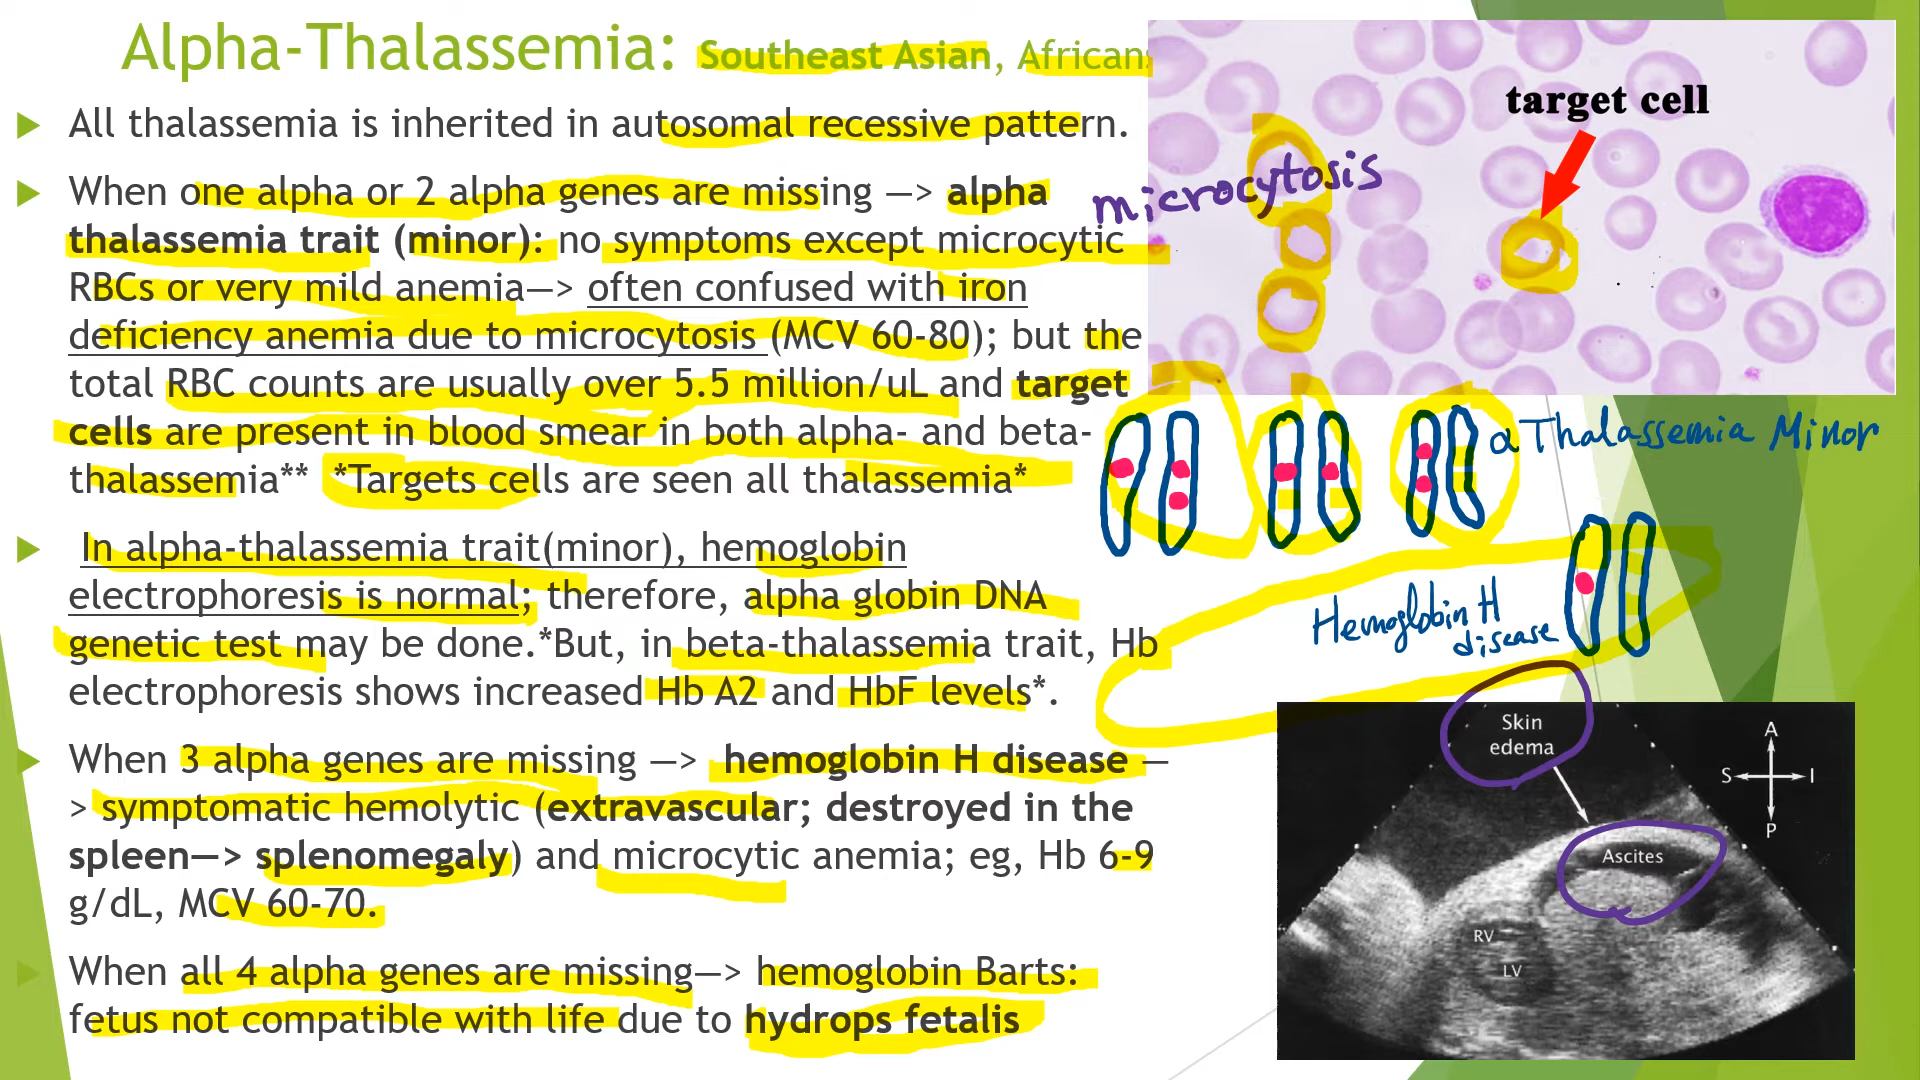 Alpha-Thalassemia: Southeast Asian, Africans
All thalassemia is inherited in autosomal recessive pattern.
When one alpha or 2 alpha genes are missing —> alpha
thalassemia trait (minor): no symptoms except microcytic
RBCs or very mild anemia—> often confused with iron
deficiency anemia due to microcytosis (MCV 60-80); but the
total RBC counts are usually over 5.5 million/uL and target
cells are present in blood smear in both alpha- and beta-
thalassemia** *Targets cells are seen all thalassemia*
In alpha-thalassemia trait(minor), hemoglobin
electrophoresis is normal; therefore, alpha globin DNA
genetic test may be done.*But, in beta-thalassemia trait, Hb
electrophoresis shows increased Hb A2 and HbF levels*.
When 3 alpha genes are missing —> hemoglobin H disease —
> symptomatic hemolytic (extravascular; destroyed in the
spleen—> splenomegaly) and microcytic anemia; eg, Hb 6-9
g/dL, MCV 60-70.
When all 4 alpha genes are missing—> hemoglobin Barts:
fetus not compatible with life due to hydrops fetalis
target cell
microcytosis
α Thalassemia Minor
Hemoglobin H
disease
Skin
edema
A
S I
P
Ascites
RV
LV